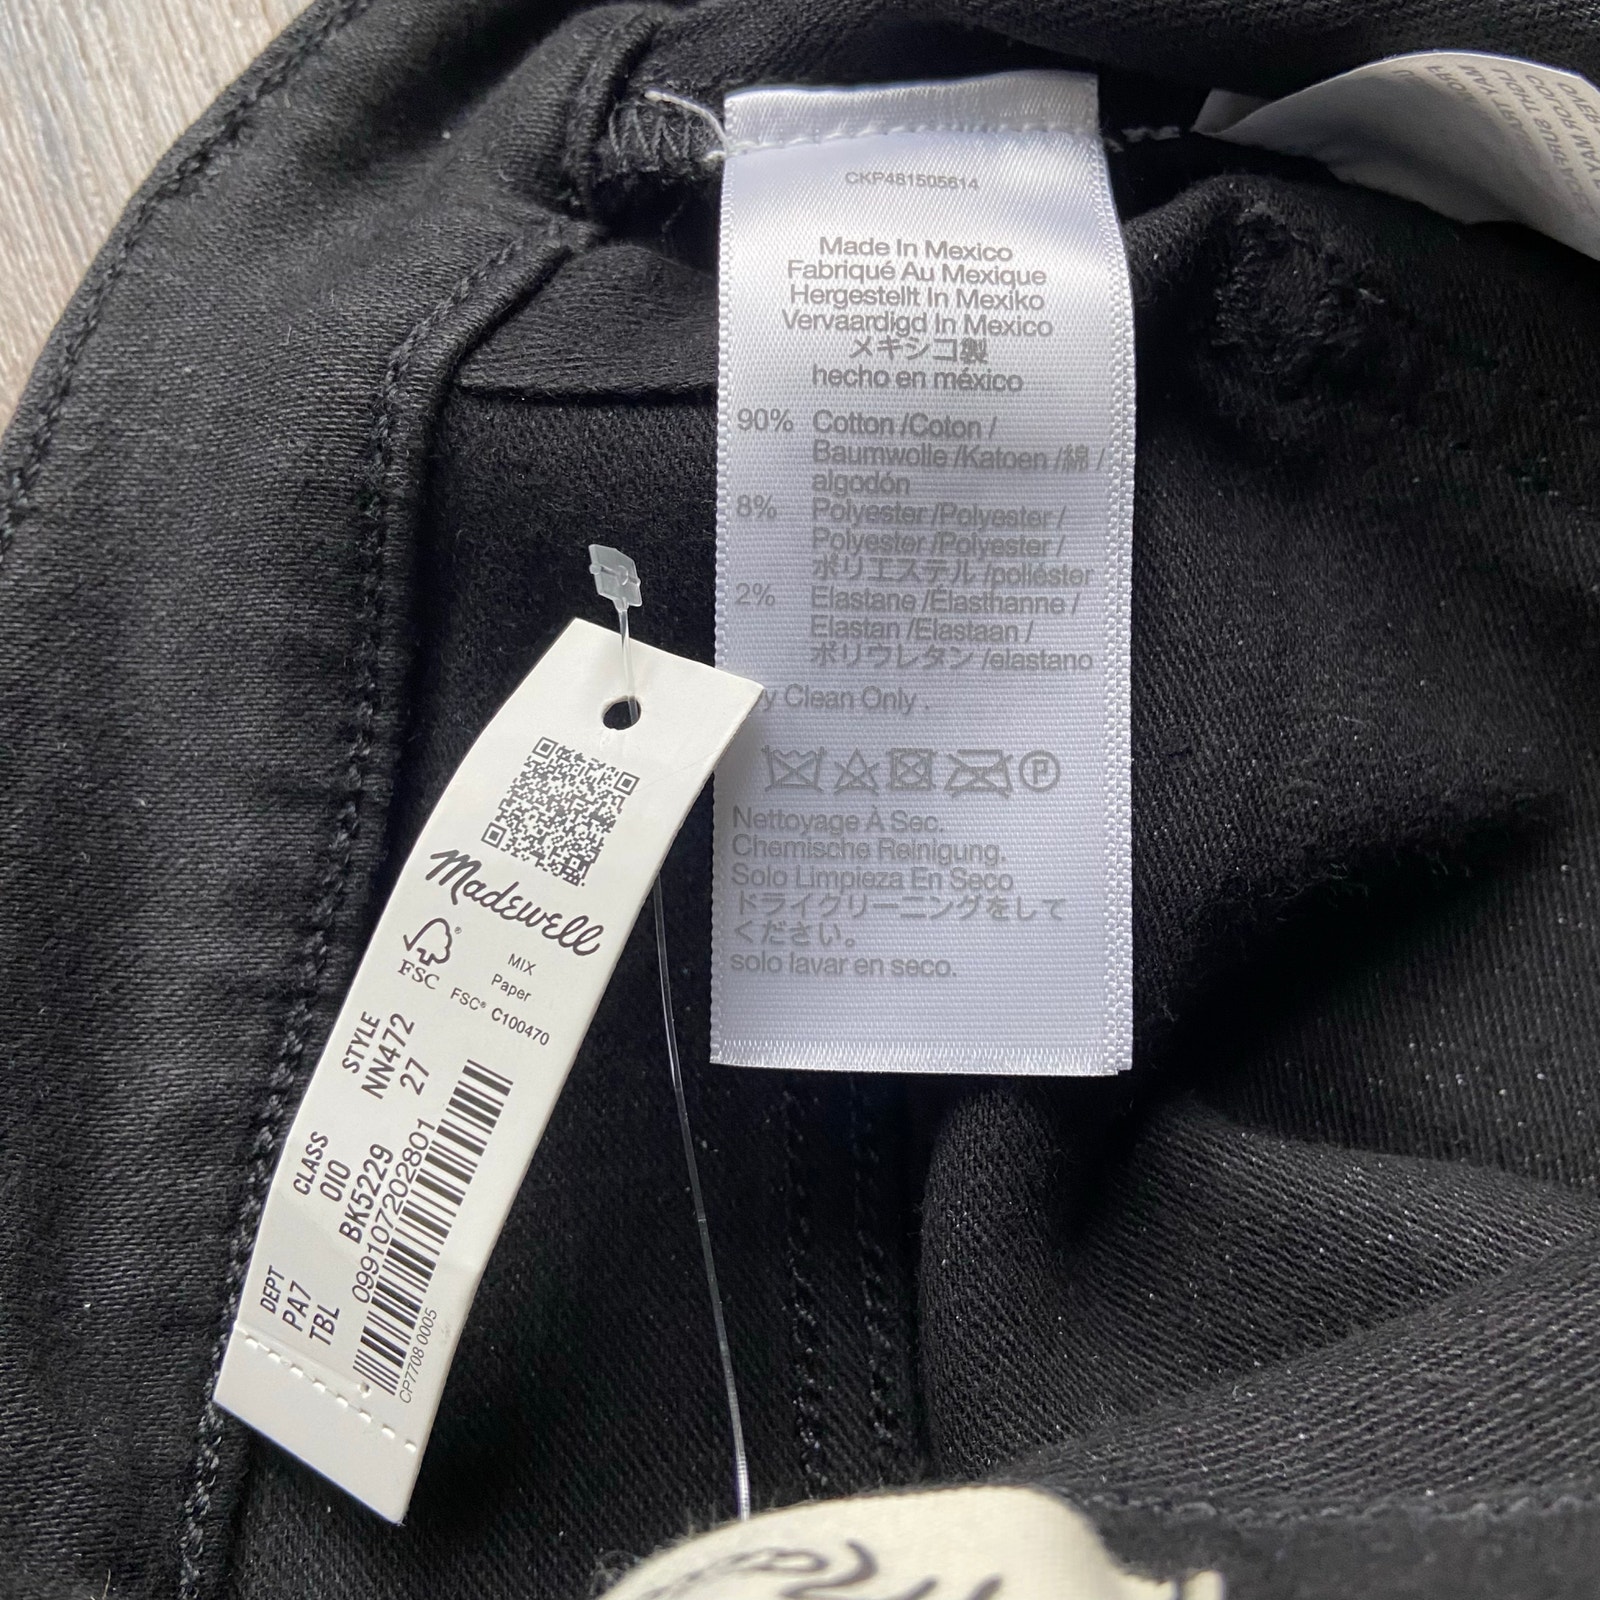 CKP481505614
Made In Mexico
Fabriqué Au Mexique
Hergestellt In Mexiko
Vervaardigd In Mexico
メキシコ製
hecho en méxico
90% Cotton /Coton /
Baumwolle /Katoen /綿 /
algodón
8% Polyester /Polyester /
Polyester /Polyester /
ポリエステル /poliéster
2% Elastane /Élasthanne /
Elastan /Elastaan /
ポリウレタン /elastano
Clean Only .
P
Nettoyage À Sec.
Chemische Reinigung.
Solo Limpieza En Seco
ドライクリーニングをして
ください。
solo lavar en seco.
Madewell
FSC
MIX
Paper
FSC® C100470
STYLE
NN472
27
CLASS
010
BK5229
099107202801
DEPT
PA7
TBL
CP7708 0005